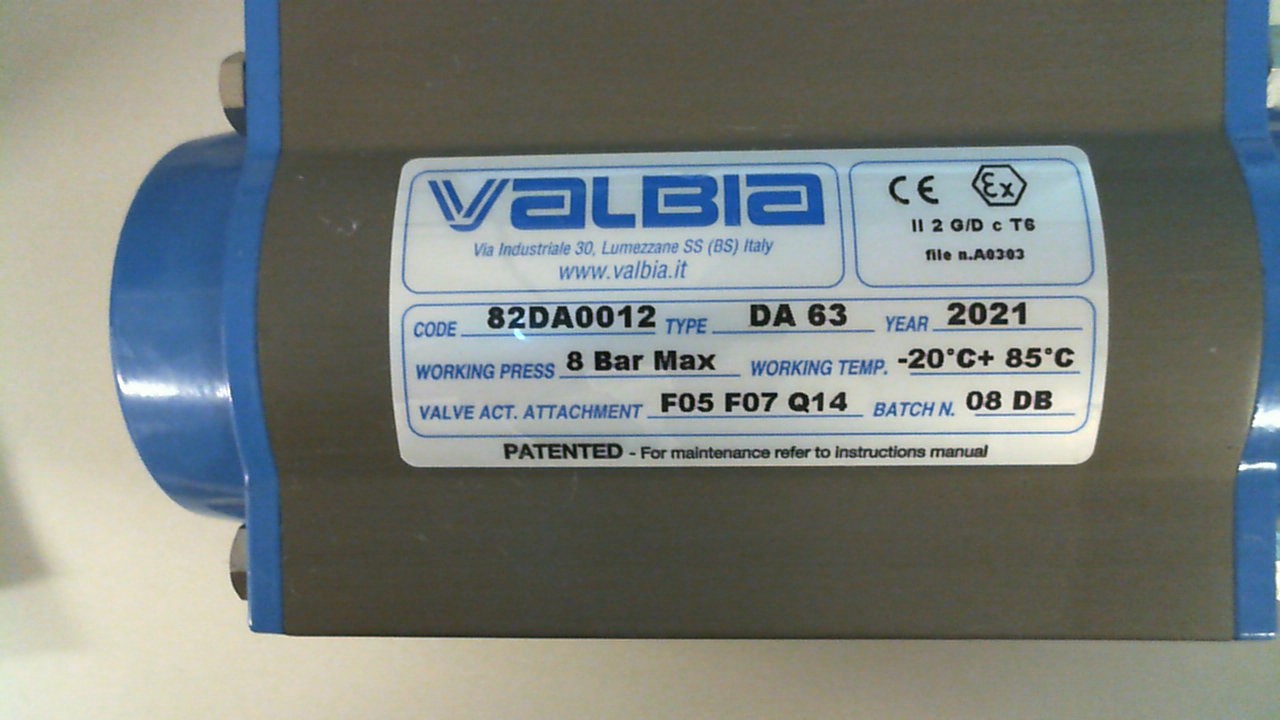 VALBIA
Via Industriale 30, Lumezzane SS (BS) Italy
www.valbia.it
CE Ex
II 2 G/D c T6
file n.A0303
CODE 82DA0012 TYPE DA 63 YEAR 2021
WORKING PRESS 8 Bar Max WORKING TEMP. -20°C+ 85°C
VALVE ACT. ATTACHMENT F05 F07 Q14 BATCH N. 08 DB
PATENTED - For maintenance refer to instructions manual